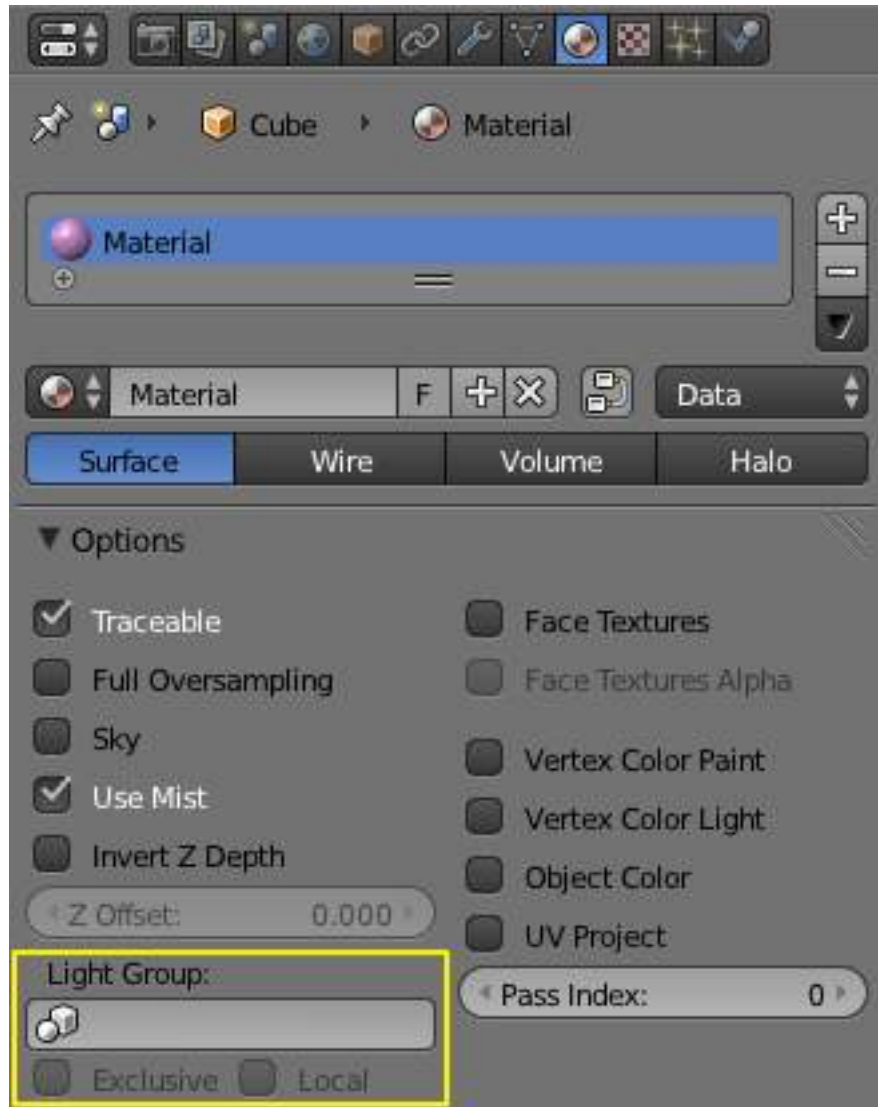 Cube Material
Material
Material F Data
Surface Wire Volume Halo
Options
Traceable
Full Oversampling
Sky
Use Mist
Invert Z Depth
Z Offset: 0.000
Light Group:
Exclusive Local
Face Textures
Face Textures Alpha
Vertex Color Paint
Vertex Color Light
Object Color
UV Project
Pass Index: 0